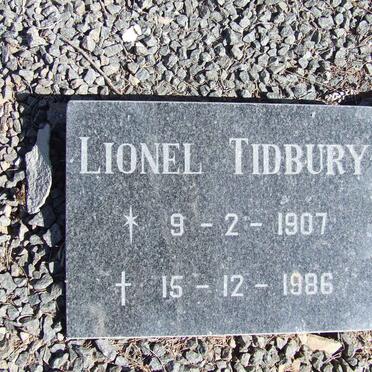 LIONEL TIDBURY
* 9 - 2 - 1907
† 15 - 12 - 1986